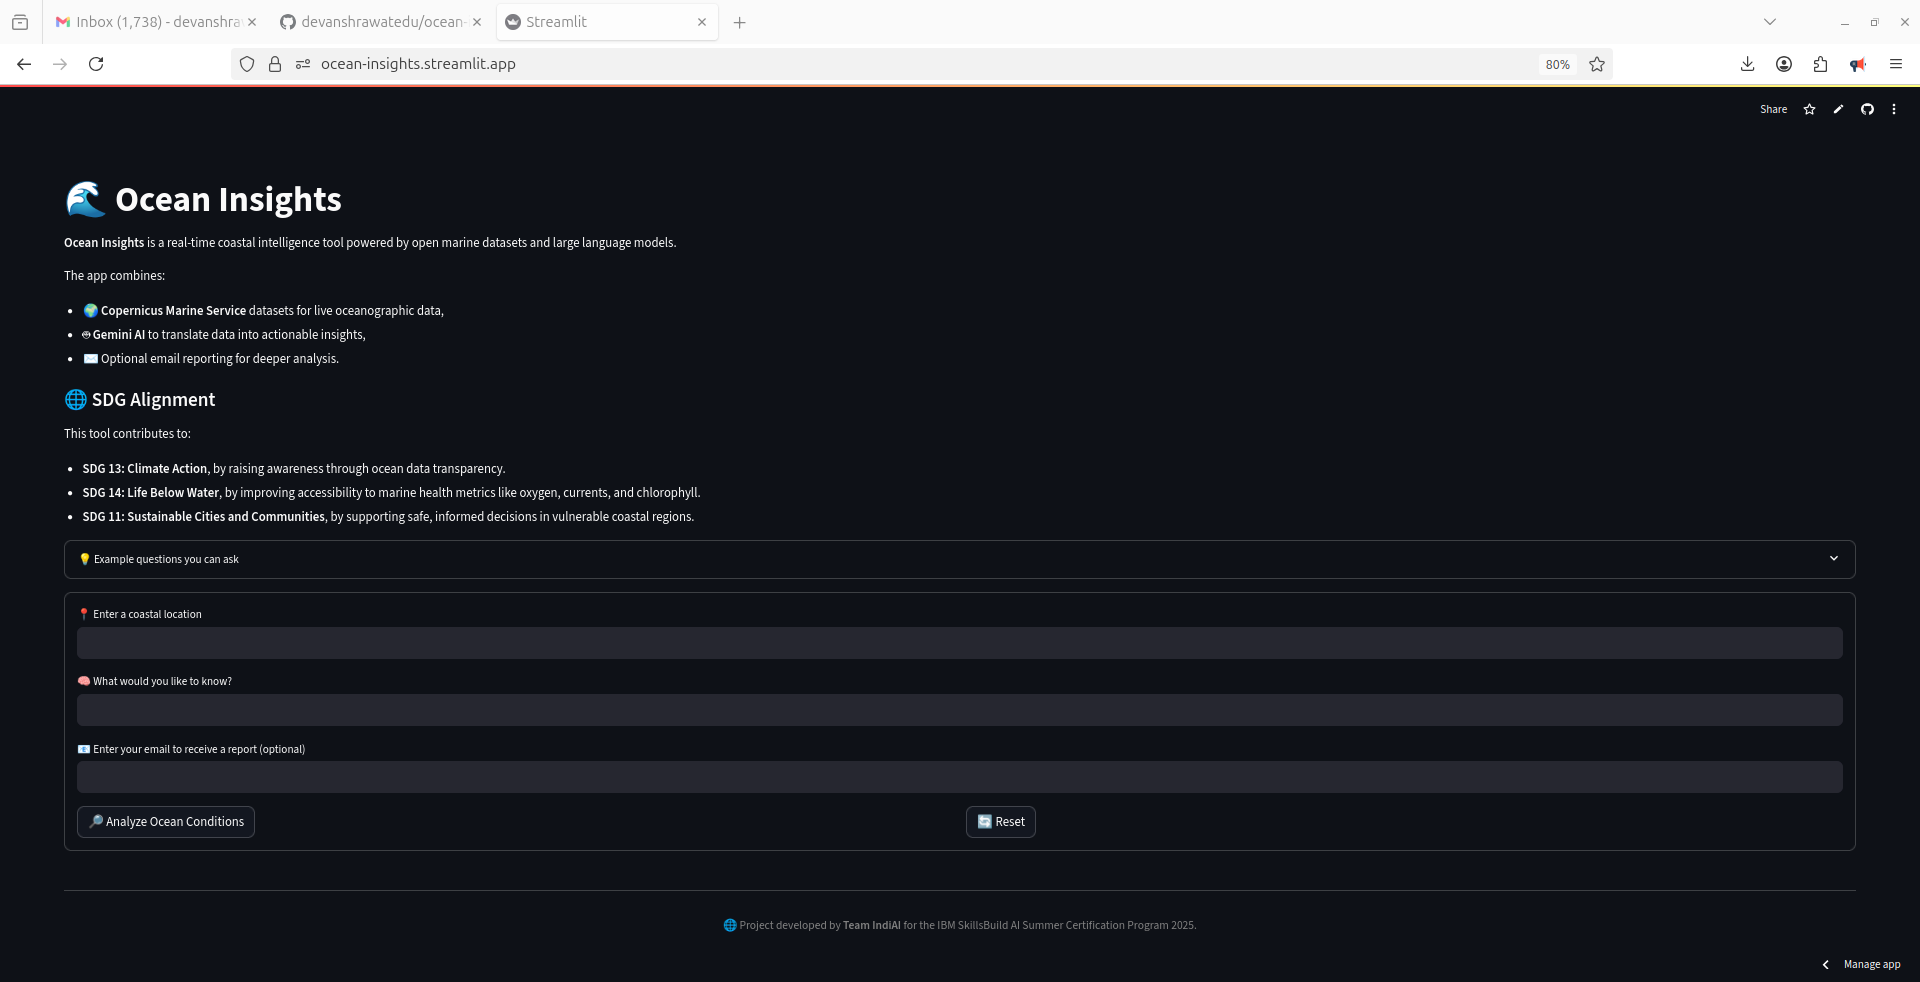 Inbox (1,738) - devanshra
devanshrawatedu/ocean-
Streamlit
ocean-insights.streamlit.app
80%
Share
Ocean Insights
Ocean Insights is a real-time coastal intelligence tool powered by open marine datasets and large language models.
The app combines:
Copernicus Marine Service datasets for live oceanographic data,
Gemini AI to translate data into actionable insights,
Optional email reporting for deeper analysis.
SDG Alignment
This tool contributes to:
SDG 13: Climate Action, by raising awareness through ocean data transparency.
SDG 14: Life Below Water, by improving accessibility to marine health metrics like oxygen, currents, and chlorophyll.
SDG 11: Sustainable Cities and Communities, by supporting safe, informed decisions in vulnerable coastal regions.
Example questions you can ask
Enter a coastal location
What would you like to know?
Enter your email to receive a report (optional)
Analyze Ocean Conditions
Reset
Project developed by Team IndiAI for the IBM SkillsBuild AI Summer Certification Program 2025.
Manage app